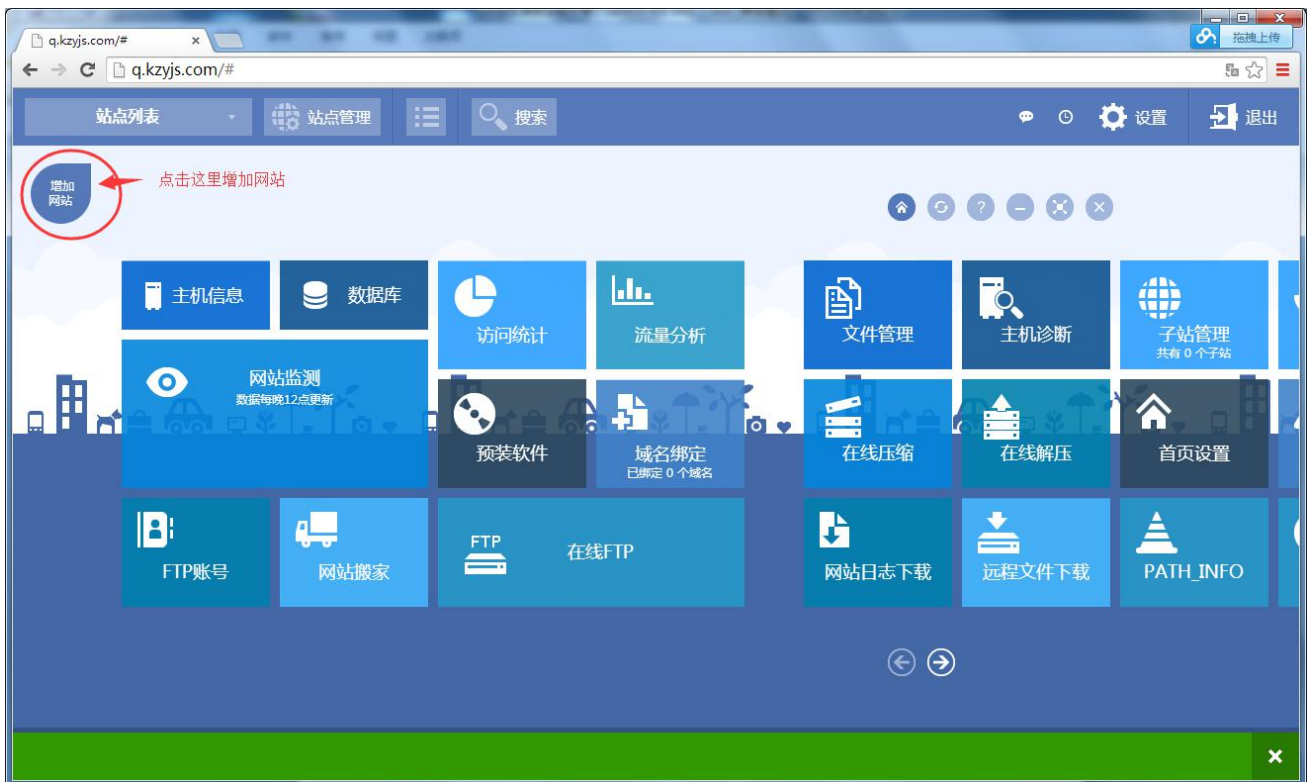 q.kzyjs.com/#
拖拽上传
q.kzyjs.com/#
站点列表
站点管理
搜索
设置
退出
增加
网站
点击这里增加网站
主机信息
数据库
访问统计
流量分析
文件管理
主机诊断
子站管理
共有 0 个子站
网站监测
数据每晚12点更新
预装软件
域名绑定
已绑定 0 个域名
在线压缩
在线解压
首页设置
FTP账号
网站搬家
FTP
在线FTP
网站日志下载
远程文件下载
PATH_INFO